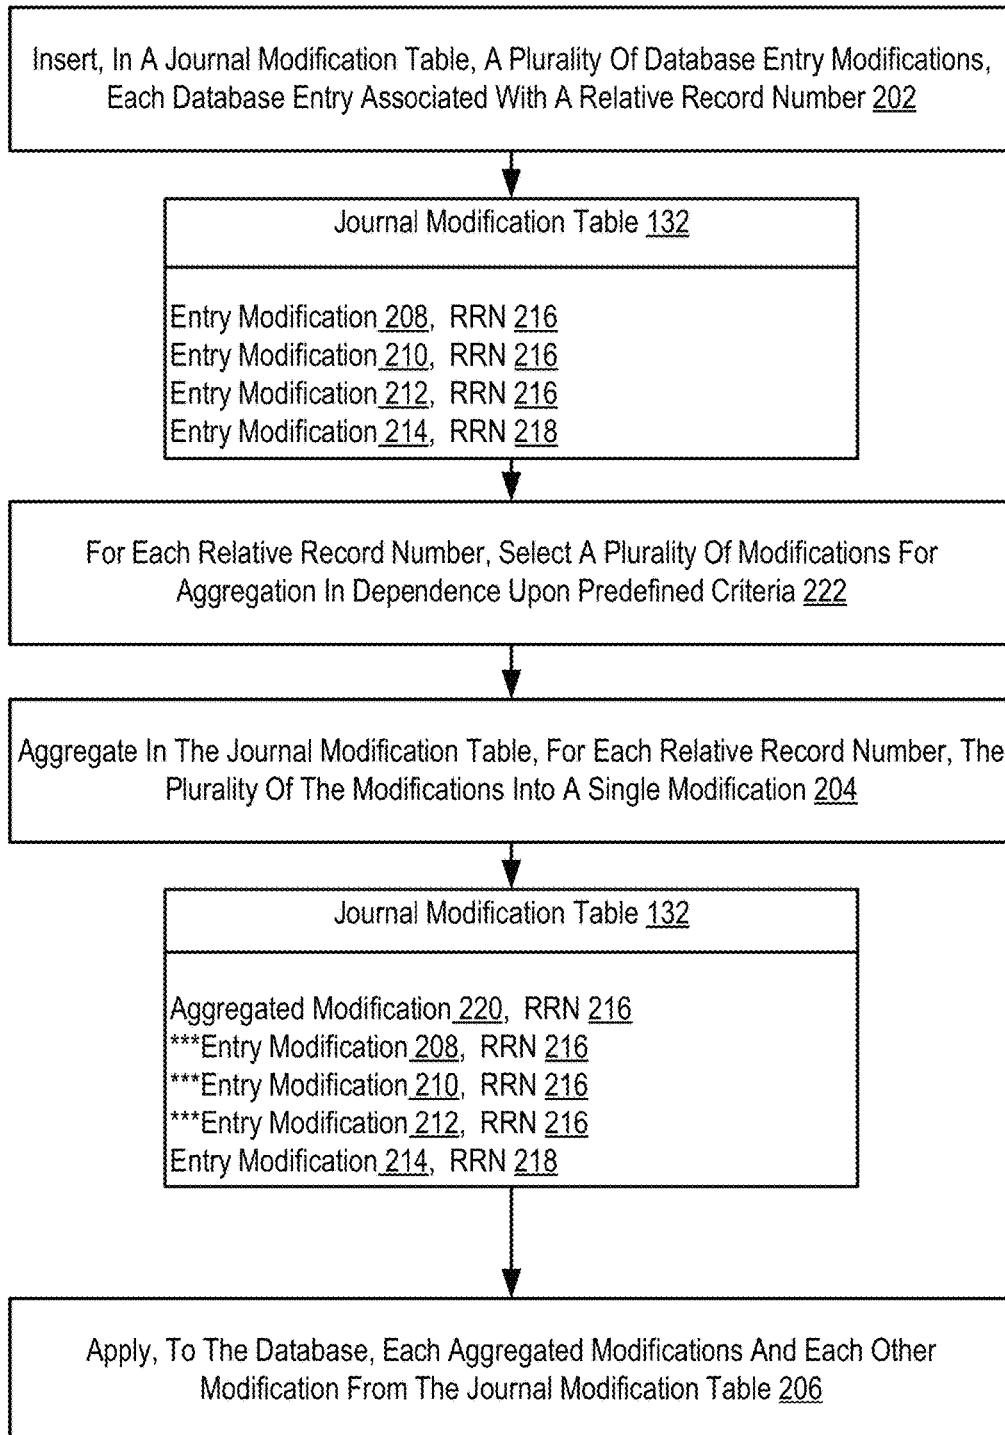 Insert, In A Journal Modification Table, A Plurality Of Database Entry Modifications,
Each Database Entry Associated With A Relative Record Number 202
Journal Modification Table 132
Entry Modification 208, RRN 216
Entry Modification 210, RRN 216
Entry Modification 212, RRN 216
Entry Modification 214, RRN 218
For Each Relative Record Number, Select A Plurality Of Modifications For
Aggregation In Dependence Upon Predefined Criteria 222
Aggregate In The Journal Modification Table, For Each Relative Record Number, The
Plurality Of The Modifications Into A Single Modification 204
Journal Modification Table 132
Aggregated Modification 220, RRN 216
***Entry Modification 208, RRN 216
***Entry Modification 210, RRN 216
***Entry Modification 212, RRN 216
Entry Modification 214, RRN 218
Apply, To The Database, Each Aggregated Modifications And Each Other
Modification From The Journal Modification Table 206